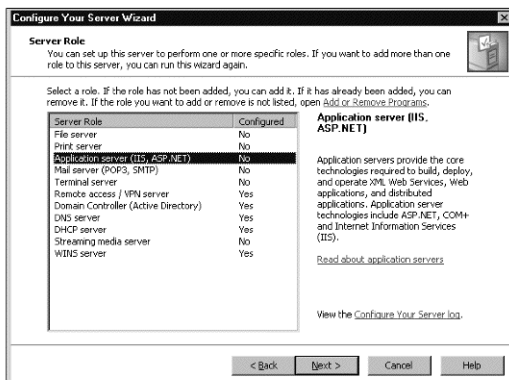 Configure Your Server Wizard
Server Role
You can set up this server to perform one or more specific roles. If you want to add more than one
role to this server, you can run this wizard again.
Select a role. If the role has not been added, you can add it. If it has already been added, you can
remove it. If the role you want to add or remove is not listed, open Add or Remove Programs.
Server Role Configured
File server No
Print server No
Application server (IIS, ASP.NET) No
Mail server (POP3, SMTP) No
Terminal server No
Remote access / VPN server Yes
Domain Controller (Active Directory) Yes
DNS server Yes
DHCP server Yes
Streaming media server No
WINS server Yes
Application server (IIS,
ASP.NET)
Application servers provide the core
technologies required to build, deploy,
and operate XML Web Services, Web
applications, and distributed
applications. Application server
technologies include ASP.NET, COM+
and Internet Information Services
(IIS).
Read about application servers
View the Configure Your Server log.
< Back Next > Cancel Help